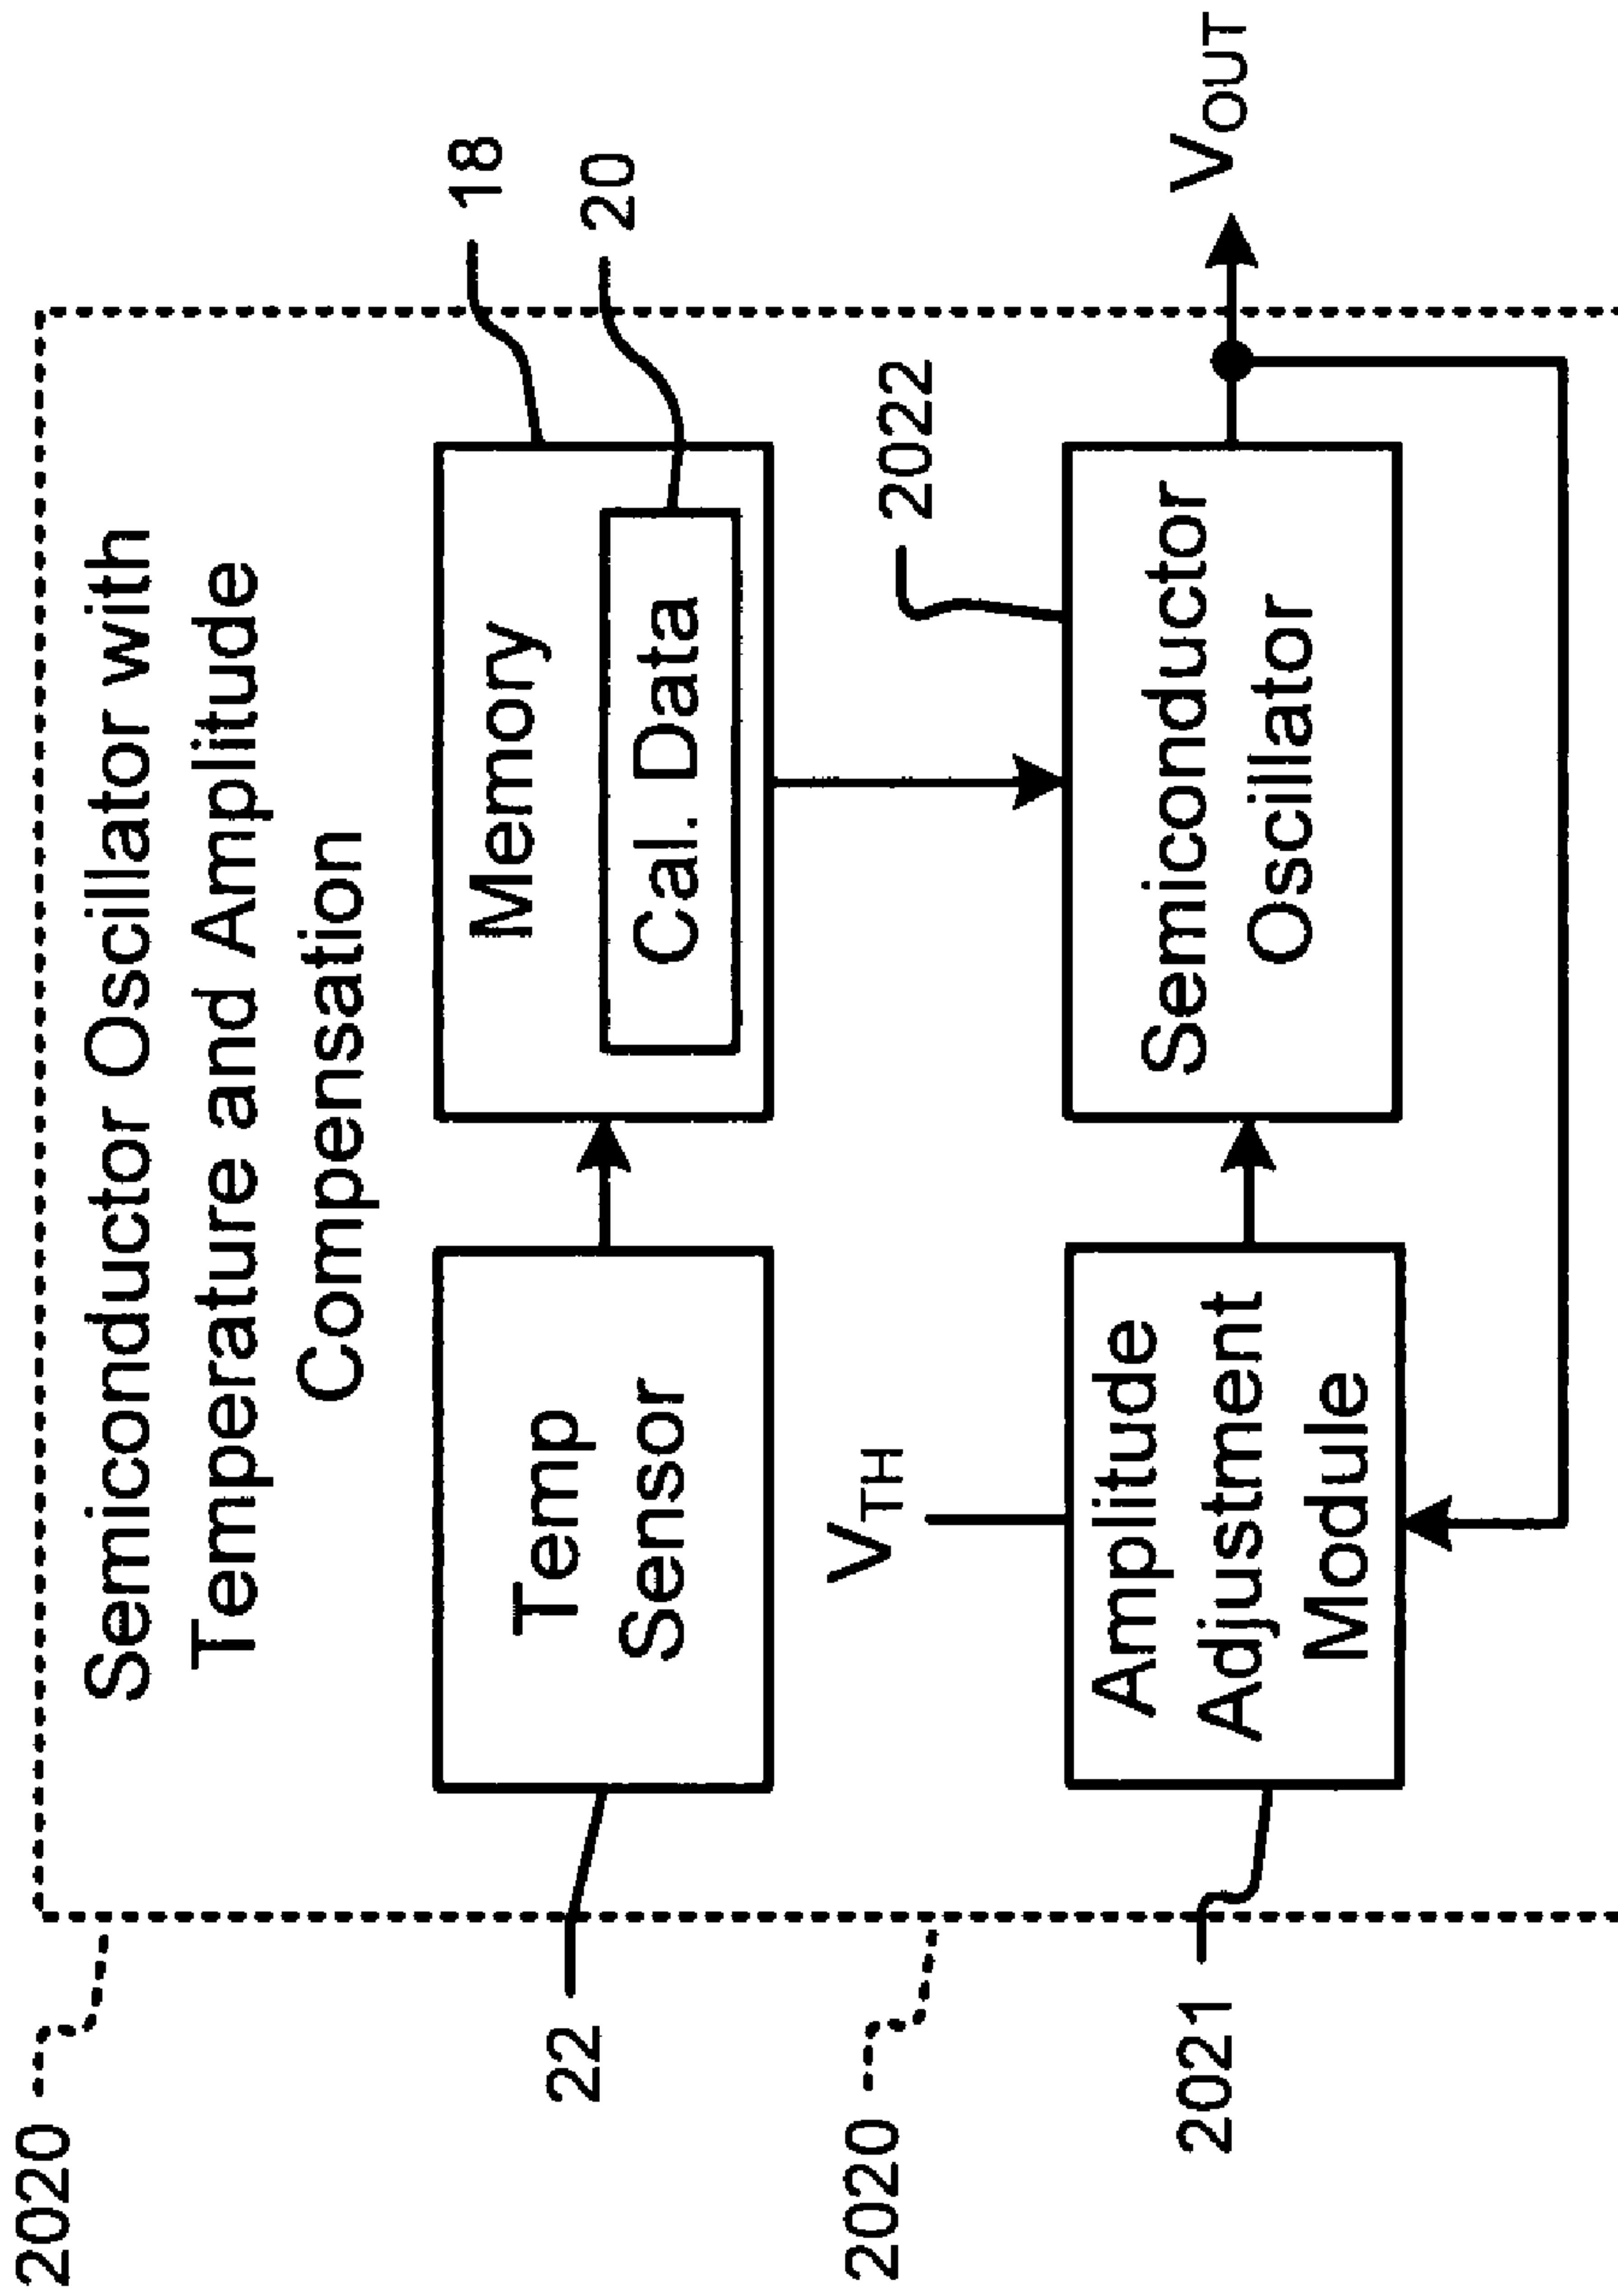 2020
Semiconductor Oscillator with
Temperature and Amplitude
Compensation
18
20
22
Temp
Sensor
Memory
Cal. Data
2020
V_TH
2022
2021
Amplitude
Adjustment
Module
Semiconductor
Oscillator
V_OUT